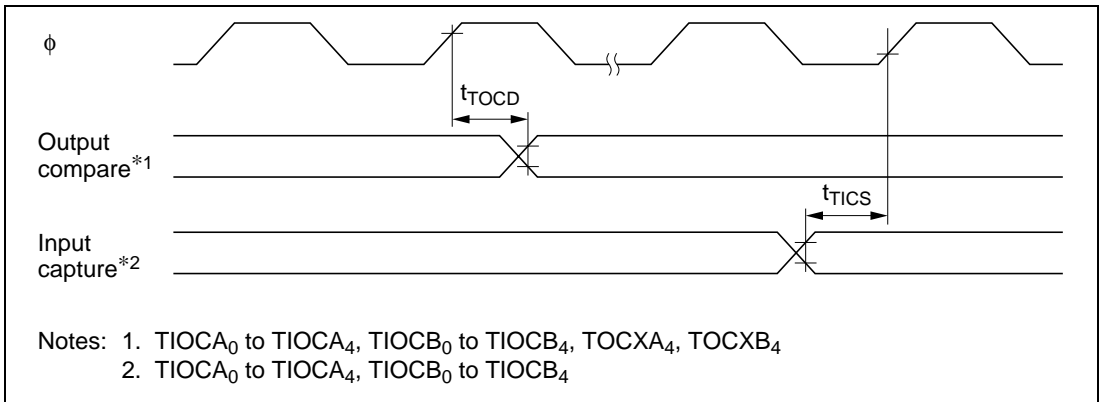 ϕ
tTOCD
Output
compare*1
tTICS
Input
capture*2
Notes: 1. TIOCA0 to TIOCA4, TIOCB0 to TIOCB4, TOCXA4, TOCXB4
2. TIOCA0 to TIOCA4, TIOCB0 to TIOCB4